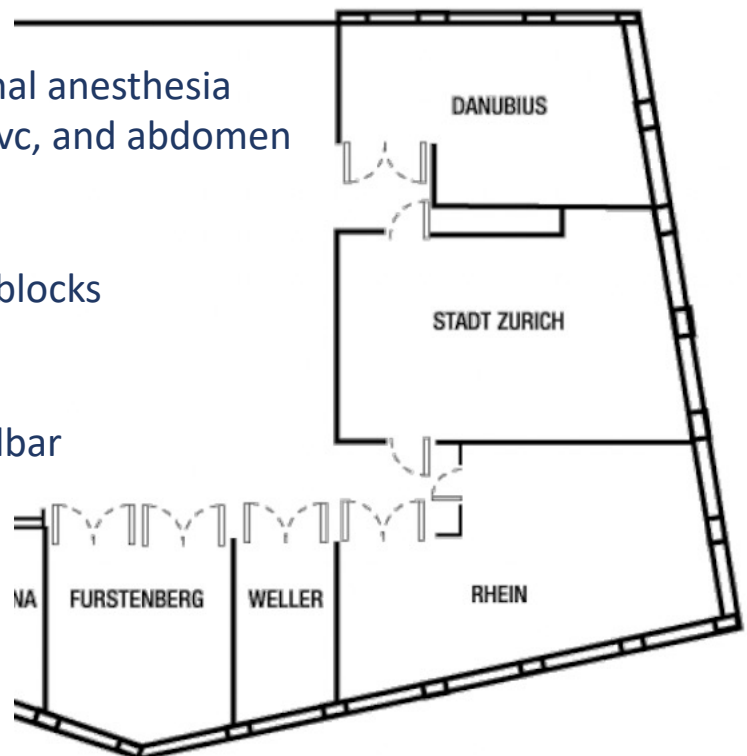 nal anesthesia
vc, and abdomen
blocks
lbar
DANUBIUS
STADT ZURICH
NA
FURSTENBERG
WELLER
RHEIN